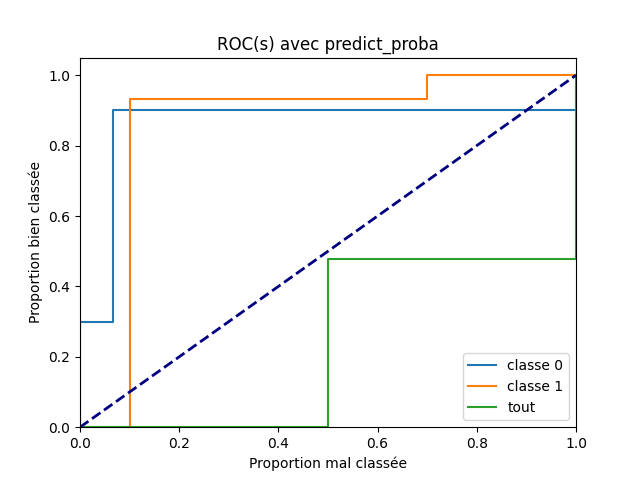 ROC(s) avec predict_proba
Proportion bien classée
1.0
0.8
0.6
0.4
0.2
0.0
0.0 0.2 0.4 0.6 0.8 1.0
Proportion mal classée
classe 0
classe 1
tout